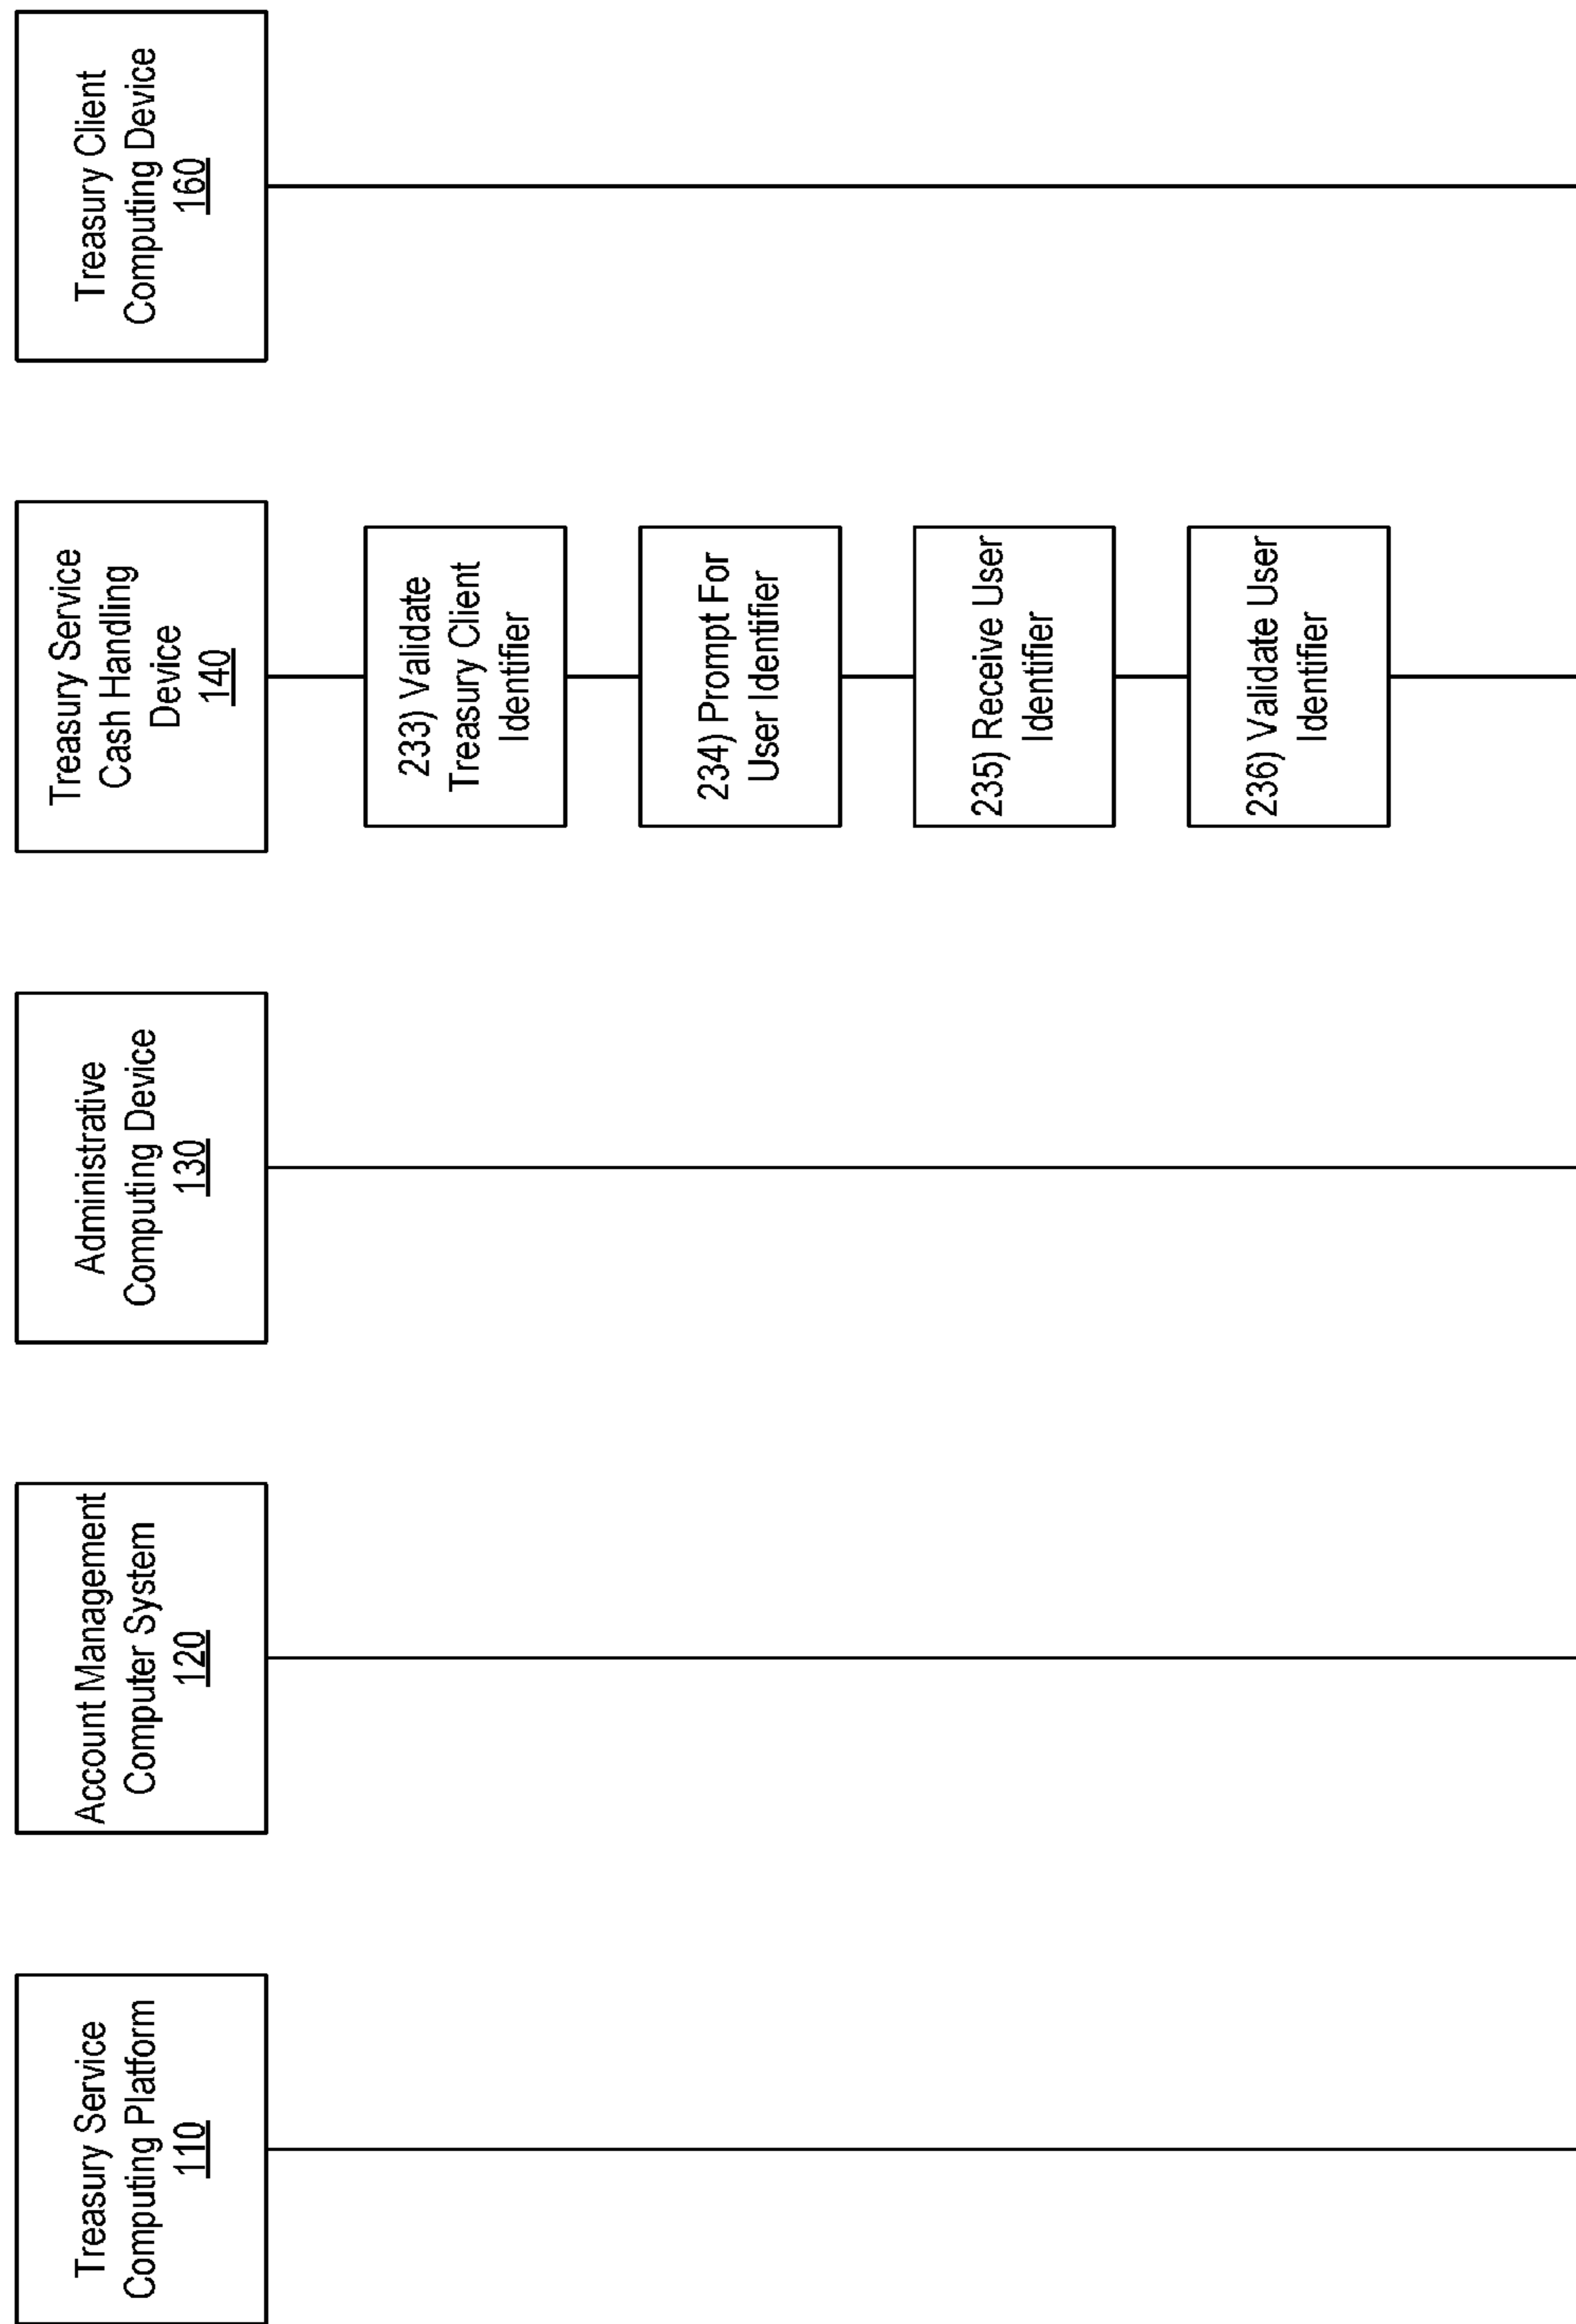 Treasury Service
Computing Platform
110
Account Management
Computer System
120
Administrative
Computing Device
130
Treasury Service
Cash Handling
Device
140
Treasury Client
Computing Device
160
233) Validate
Treasury Client
Identifier
234) Prompt For
User Identifier
235) Receive User
Identifier
236) Validate User
Identifier